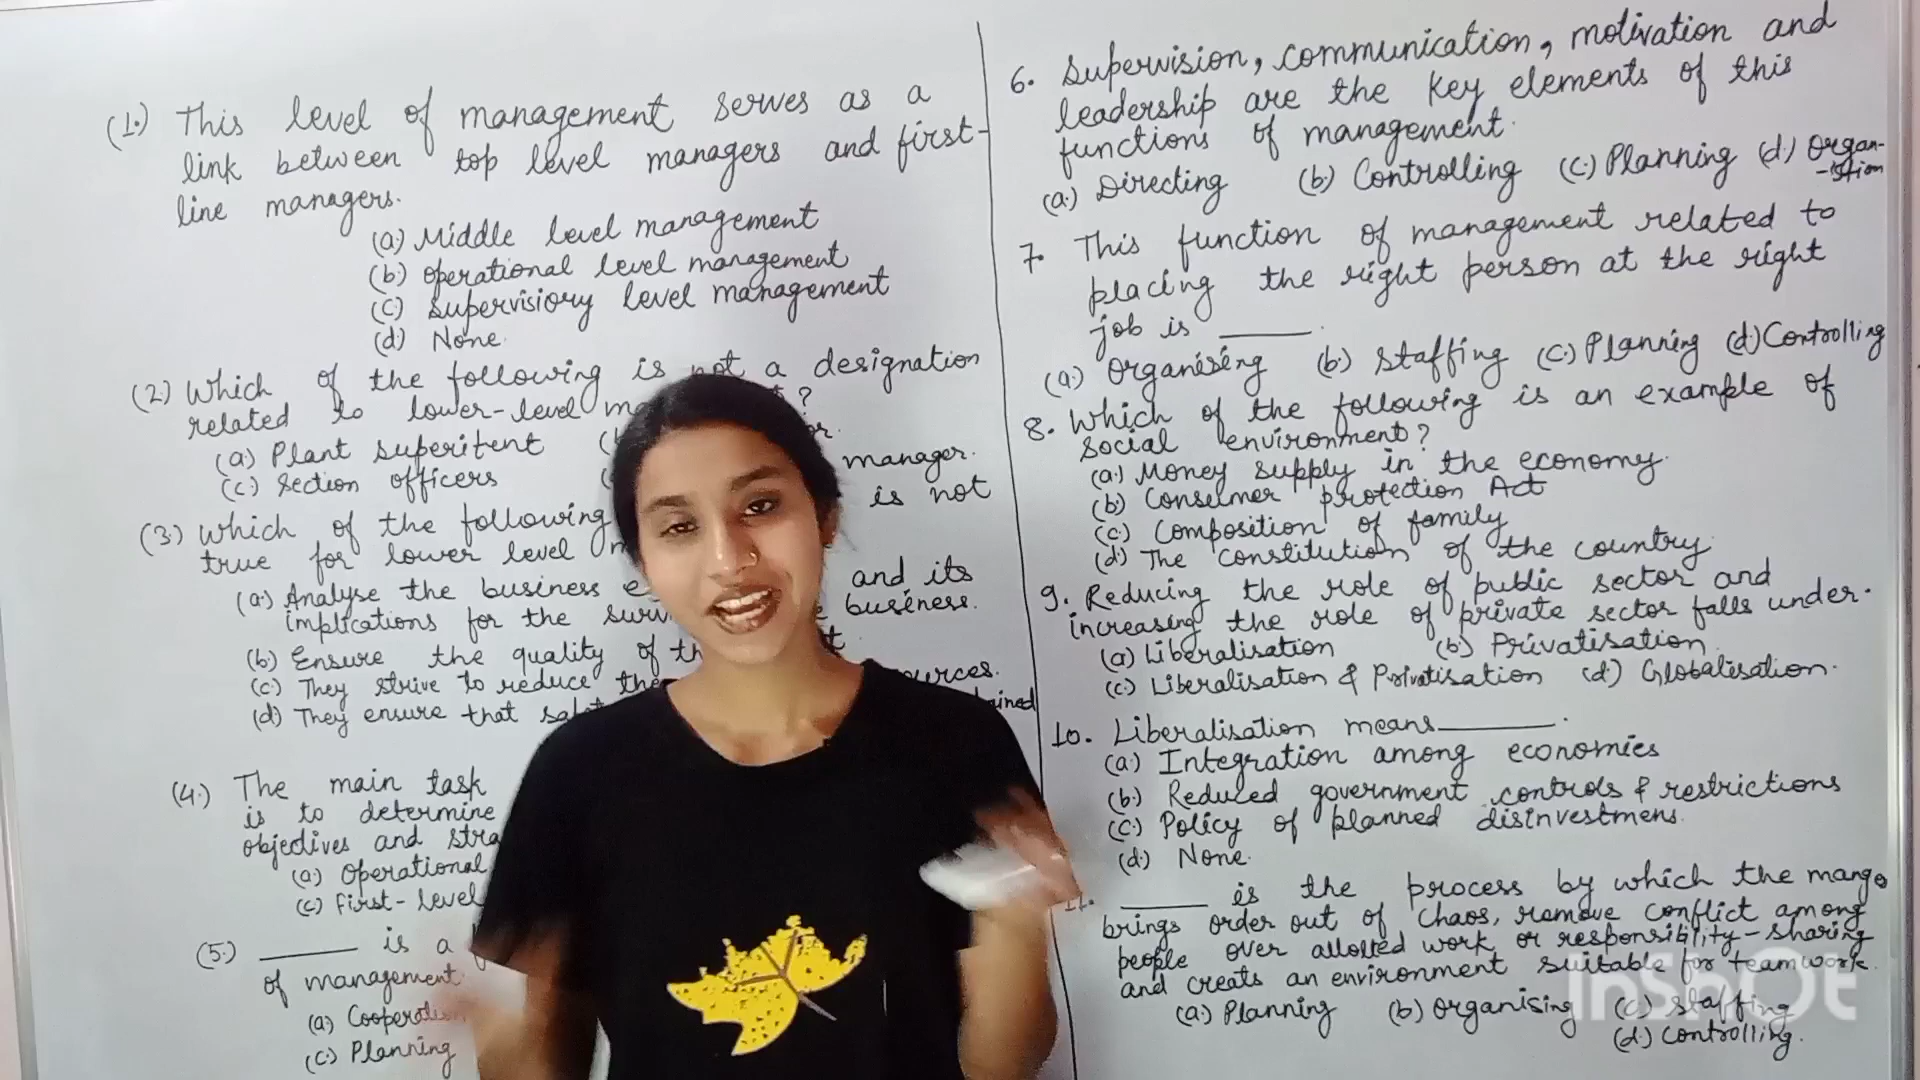 (1.) This level of management serves as a
link between top level managers and first-
line managers.
(a) Middle level management
(b) Operational level management
(c) Supervisiory level management
(d) None.
(2) Which of the following is not a designation
related to lower-level ?
(a) Plant Superitent
(c) Section officers manager.
(3) Which of the following is not
true for lower level
(a) Analyse the business and its
implications for the business.
(b) Ensure the quality of
(c) They strive to reduce
(d) They ensure that
(4.) The main task
is to determine
objectives and
(a) Operational
(c) First-level
(5.) ______ is a
of management
(a)
(c) Planning
6. Supervision, communication, motivation and
leadership are the key elements of this
functions of management.
(a.) Directing (b) Controlling (c) Planning (d.) Organ-
-istion
7. This function of management related to
placing the right person at the right
job is ______.
(a.) Organising (b) Staffing (c) Planning (d) Controlling
8. Which of the following is an example of
social environment?
(a.) Money supply in the economy.
(b) Consumer protection Act
(c) Composition of family
(d) The constitution of the country.
9. Reducing the role of public sector and
increasing the role of private sector falls under.
(a) Liberalisation (b) Privatisation
(c) Liberalisation & Privatisation (d) Globalisation.
10. Liberalisation means ______.
(a) Integration among economies
(b.) Reduced government controls & restrictions
(c) Policy of planned
(d) None.
11. ______ is the process by which the
brings order out of chaos, remove conflict among
people over allotted work or responsibility-sharing
and creats an environment suitable for teamwork.
(a.) Planning (b) Organising (c) Staffing
(d.) Controlling.
InShOt